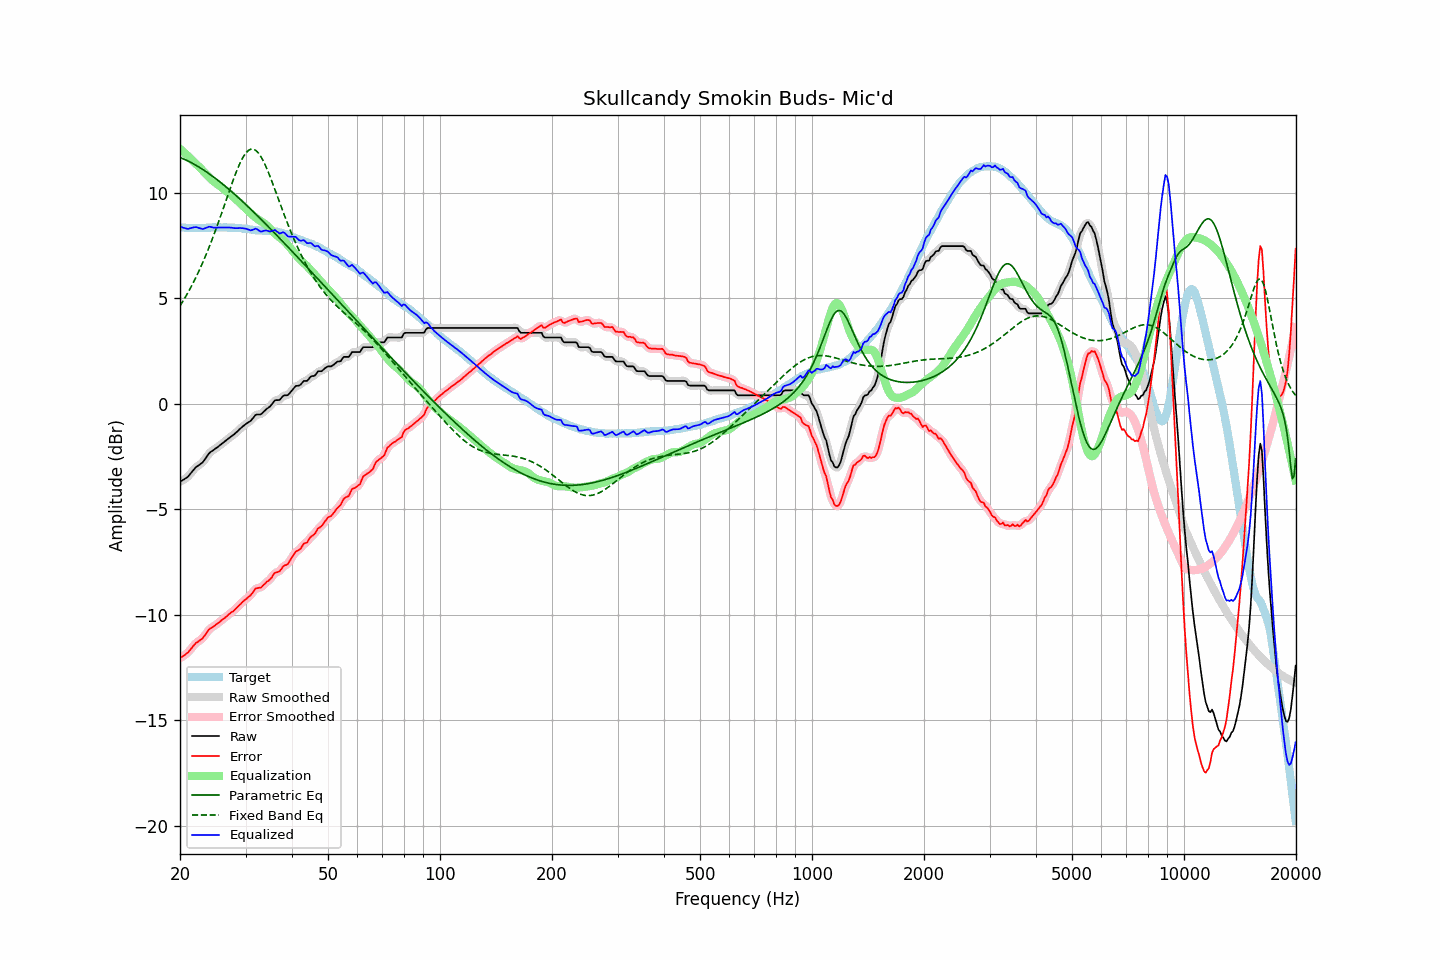 Skullcandy Smokin Buds- Mic'd
Amplitude (dBr)
10
5
0
−5
−10
−15
−20
Target
Raw Smoothed
Error Smoothed
Raw
Error
Equalization
Parametric Eq
Fixed Band Eq
Equalized
20 50 100 200 500 1000 2000 5000 10000 20000
Frequency (Hz)